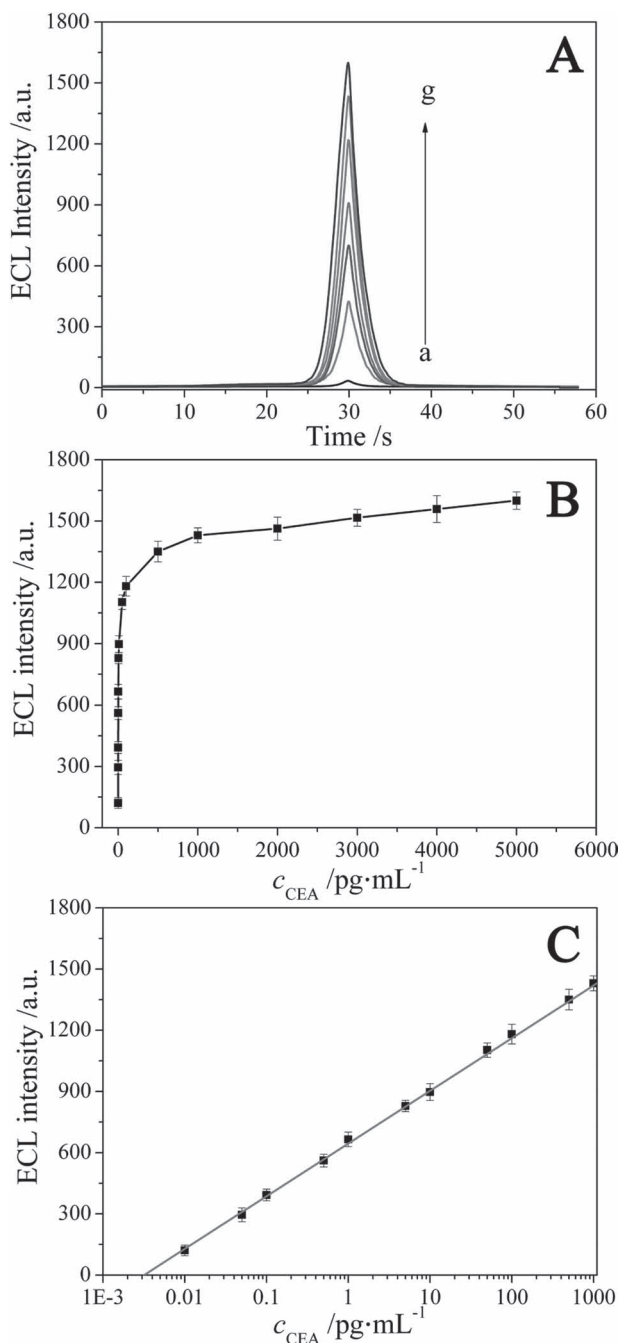 A
g
a
ECL Intensity /a.u.
1800
1500
1200
900
600
300
0
0 10 20 30 40 50 60
Time /s
B
ECL intensity /a.u.
1800
1500
1200
900
600
300
0
0 1000 2000 3000 4000 5000 6000
c_CEA /pg·mL⁻¹
C
ECL intensity /a.u.
1800
1500
1200
900
600
300
0
1E-3 0.01 0.1 1 10 100 1000
c_CEA /pg·mL⁻¹